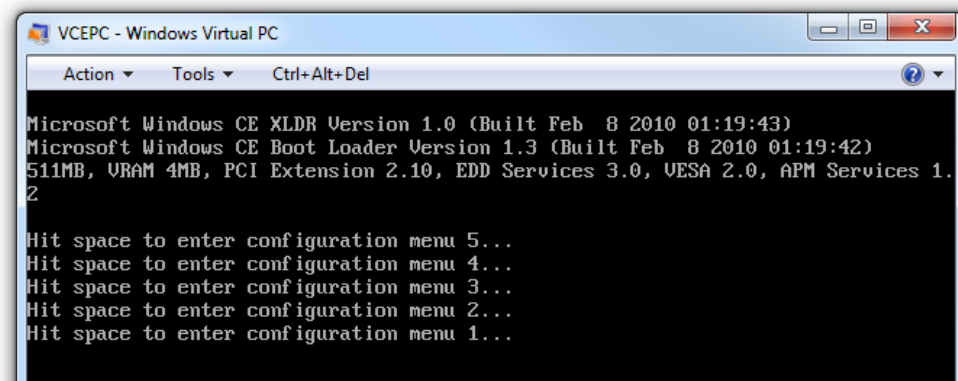 VCEPC - Windows Virtual PC
Action Tools Ctrl+Alt+Del
Microsoft Windows CE XLDR Version 1.0 (Built Feb  8 2010 01:19:43)
Microsoft Windows CE Boot Loader Version 1.3 (Built Feb  8 2010 01:19:42)
511MB, VRAM 4MB, PCI Extension 2.10, EDD Services 3.0, VESA 2.0, APM Services 1.
2
Hit space to enter configuration menu 5...
Hit space to enter configuration menu 4...
Hit space to enter configuration menu 3...
Hit space to enter configuration menu 2...
Hit space to enter configuration menu 1...